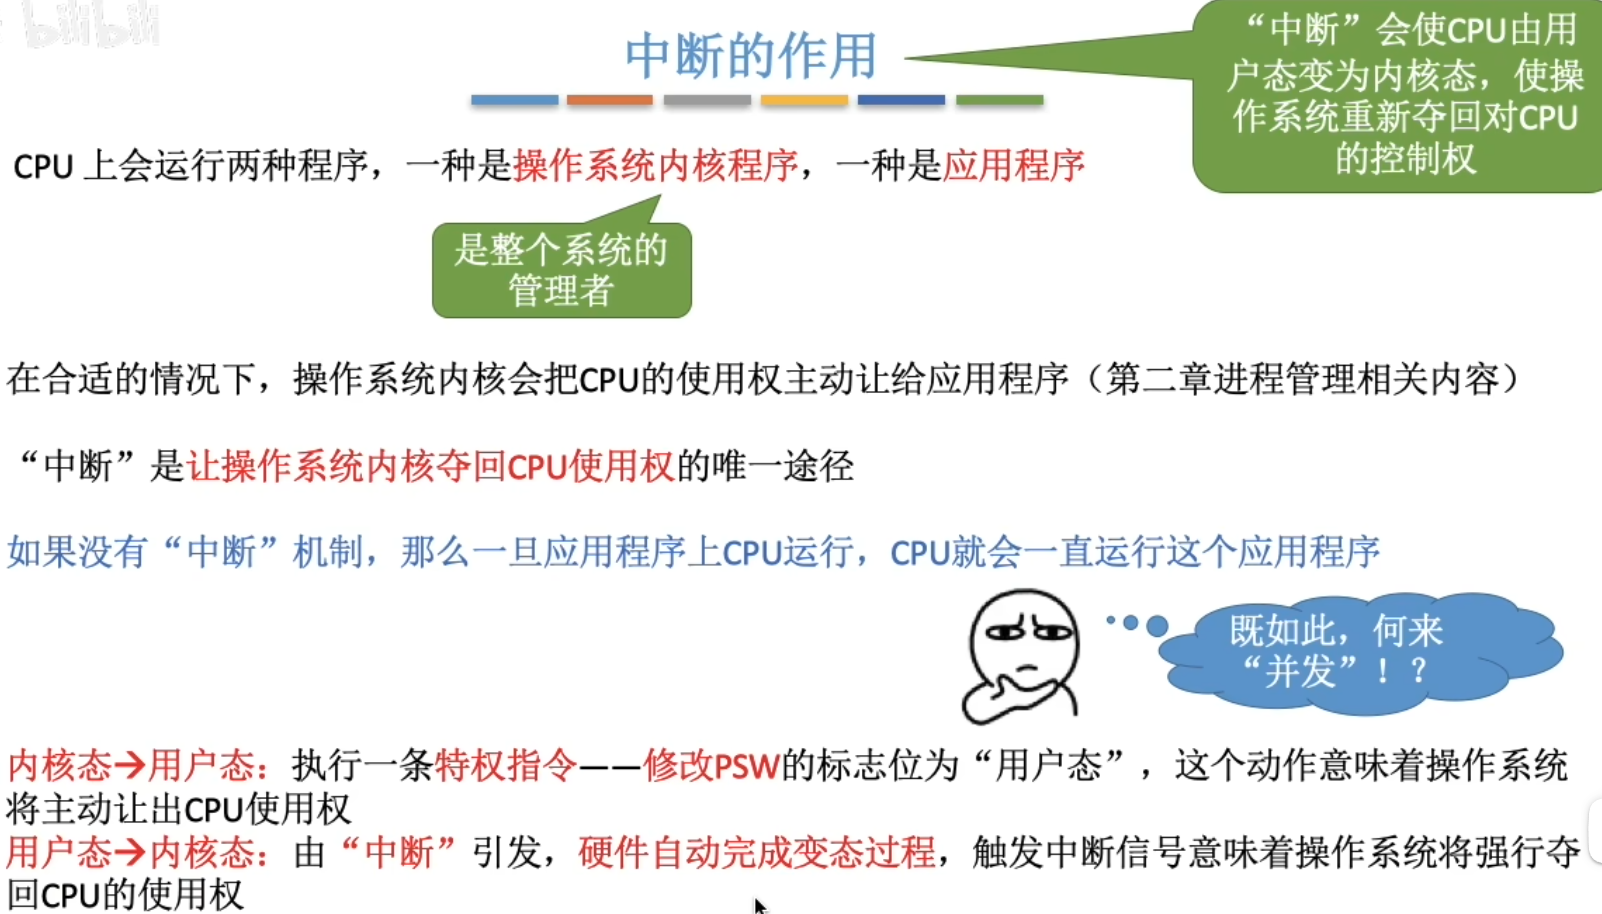 bilibili
中断的作用
“中断”会使CPU由用
户态变为内核态，使操
作系统重新夺回对CPU
的控制权
CPU 上会运行两种程序，一种是操作系统内核程序，一种是应用程序
是整个系统的
管理者
在合适的情况下，操作系统内核会把CPU的使用权主动让给应用程序（第二章进程管理相关内容）
“中断”是让操作系统内核夺回CPU使用权的唯一途径
如果没有“中断”机制，那么一旦应用程序上CPU运行，CPU就会一直运行这个应用程序
既如此，何来
“并发”！？
内核态→用户态：执行一条特权指令——修改PSW的标志位为“用户态”，这个动作意味着操作系统
将主动让出CPU使用权
用户态→内核态：由“中断”引发，硬件自动完成变态过程，触发中断信号意味着操作系统将强行夺
回CPU的使用权